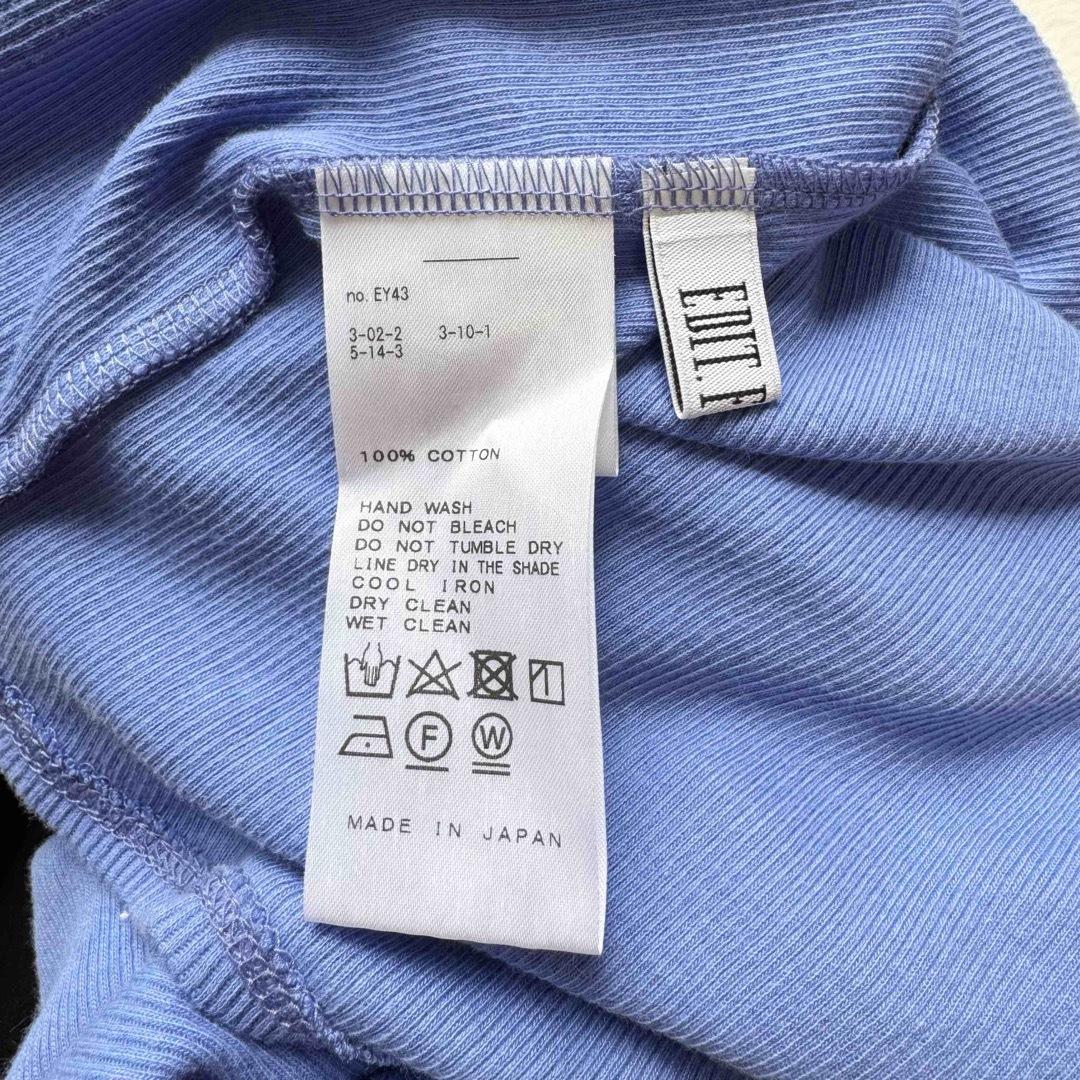 no. EY43
3-02-2 3-10-1
5-14-3
100% COTTON
HAND WASH
DO NOT BLEACH
DO NOT TUMBLE DRY
LINE DRY IN THE SHADE
COOL IRON
DRY CLEAN
WET CLEAN
F W
MADE IN JAPAN
EDIT.